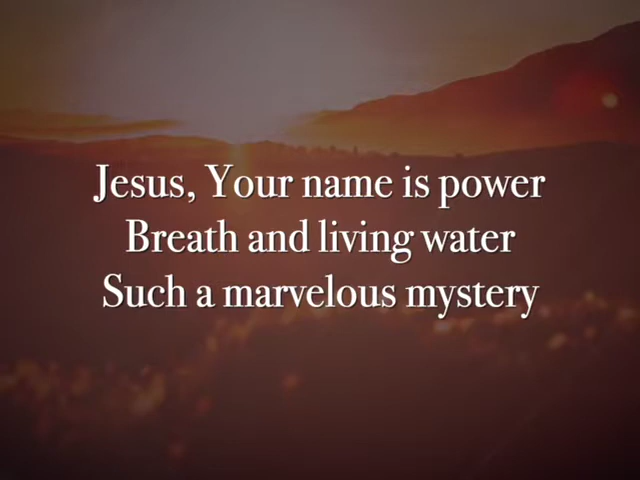 Jesus, Your name is power
Breath and living water
Such a marvelous mystery